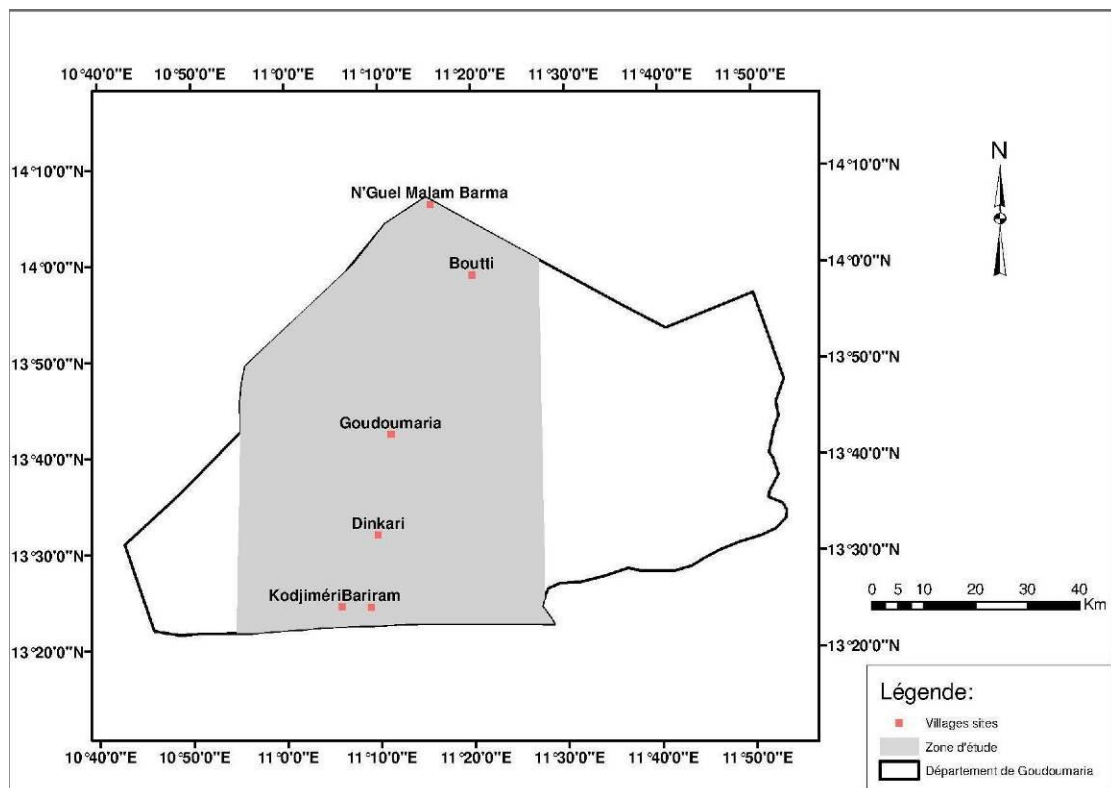 10°40'0"E 10°50'0"E 11°0'0"E 11°10'0"E 11°20'0"E 11°30'0"E 11°40'0"E 11°50'0"E
N
14°10'0"N 14°10'0"N
N'Guel Malam Barma
Boutti
14°0'0"N 14°0'0"N
13°50'0"N 13°50'0"N
Goudoumaria
13°40'0"N 13°40'0"N
Dinkari
13°30'0"N 13°30'0"N
KodjimériBariram
0 5 10 20 30 40
Km
13°20'0"N 13°20'0"N
Légende:
Villages sites
Zone d'étude
Département de Goudoumaria
10°40'0"E 10°50'0"E 11°0'0"E 11°10'0"E 11°20'0"E 11°30'0"E 11°40'0"E 11°50'0"E